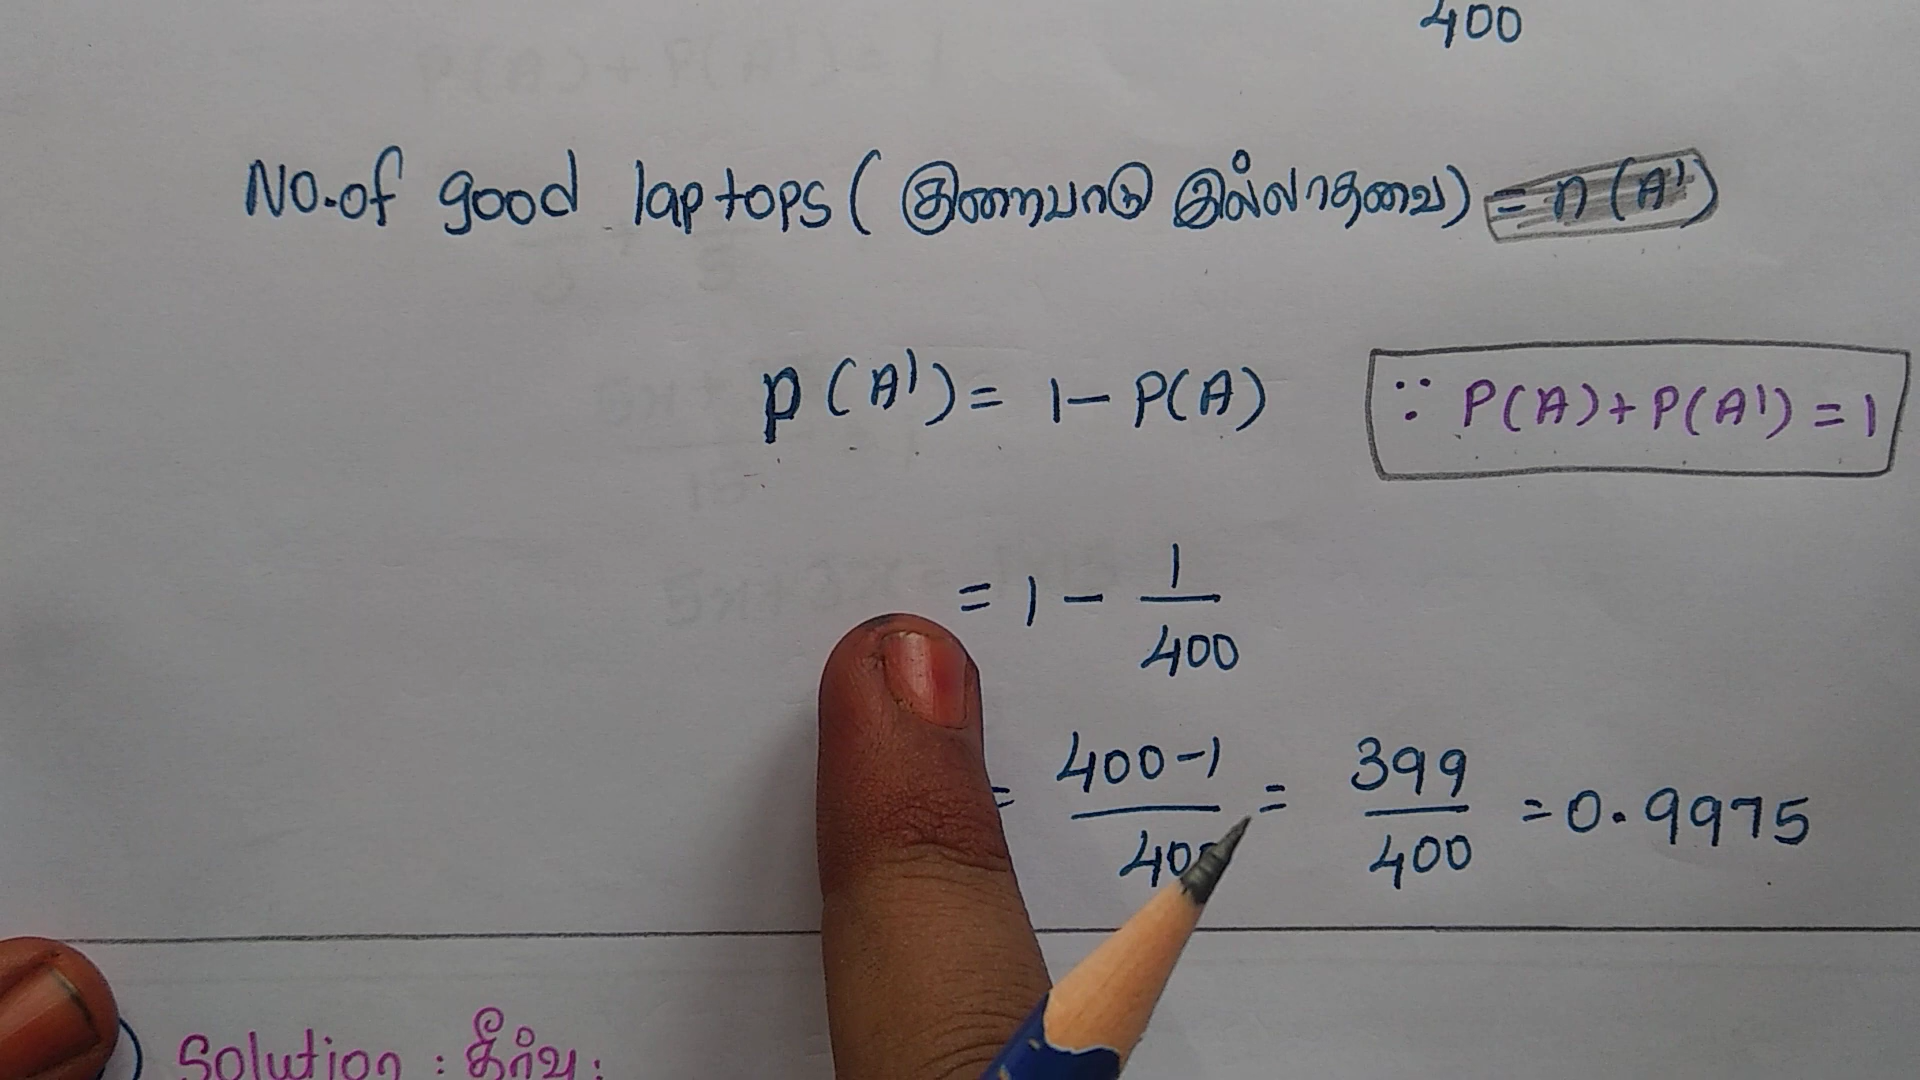 400
No.of good laptops ( குறைபாடு இல்லாதவை) = n (A')
P (A') = 1 - P(A) ∵ P(A) + P(A') = 1
= 1 - 1/400
= 400-1/400 = 399/400 = 0.9975
Solution : தீர்வு :